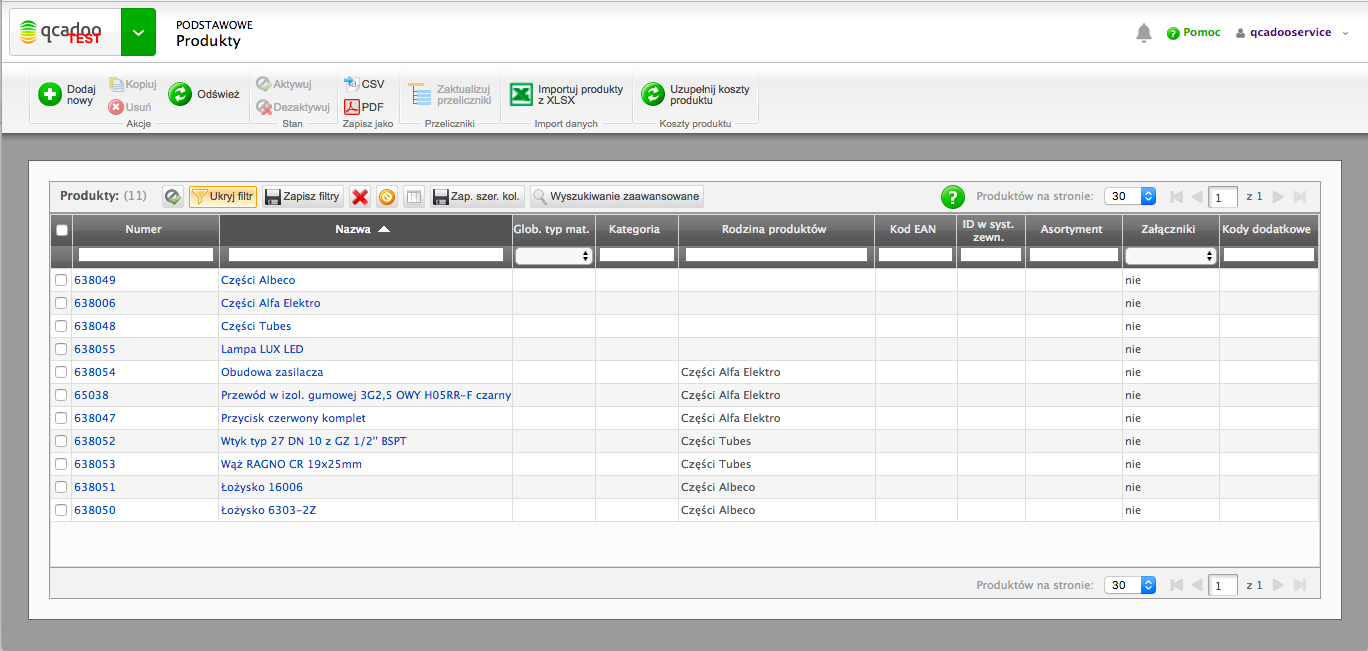 qcadoo
TEST
PODSTAWOWE
Produkty
Pomoc
qcadooservice
Dodaj
nowy
Kopiuj
Usuń
Odśwież
Akcje
Aktywuj
Dezaktywuj
Stan
CSV
PDF
Zapisz jako
Zaktualizuj
przeliczniki
Przeliczniki
Importuj produkty
z XLSX
Import danych
Uzupełnij koszty
produktu
Koszty produktu
Produkty: (11) Ukryj filtr Zapisz filtry Zap. szer. kol. Wyszukiwanie zaawansowane ? Produktów na stronie: 30 1 z 1
Numer Nazwa Glob. typ mat. Kategoria Rodzina produktów Kod EAN ID w syst. zewn. Asortyment Załączniki Kody dodatkowe
638049 Części Albeco nie
638006 Części Alfa Elektro nie
638048 Części Tubes nie
638055 Lampa LUX LED nie
638054 Obudowa zasilacza Części Alfa Elektro nie
65038 Przewód w izol. gumowej 3G2,5 OWY H05RR-F czarny Części Alfa Elektro nie
638047 Przycisk czerwony komplet Części Alfa Elektro nie
638052 Wtyk typ 27 DN 10 z GZ 1/2" BSPT Części Tubes nie
638053 Wąż RAGNO CR 19x25mm Części Tubes nie
638051 Łożysko 16006 Części Albeco nie
638050 Łożysko 6303-2Z Części Albeco nie
Produktów na stronie: 30 1 z 1